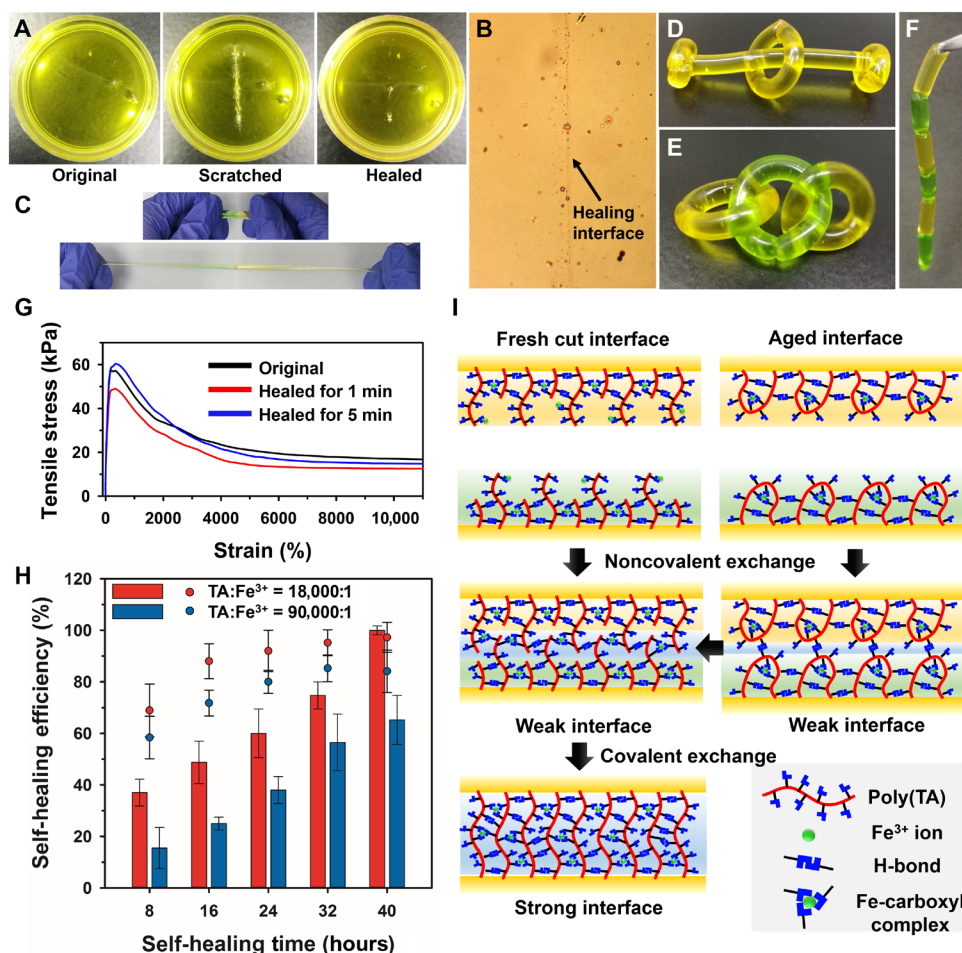 A
Original
Scratched
Healed
B
Healing
interface
C
D
E
F
G
Tensile stress (kPa)
60
40
20
0
Original
Healed for 1 min
Healed for 5 min
0
2000
4000
6000
8000
10,000
Strain (%)
H
Self-healing efficiency (%)
120
100
80
60
40
20
0
TA:Fe³⁺ = 18,000:1
TA:Fe³⁺ = 90,000:1
8
16
24
32
40
Self-healing time (hours)
I
Fresh cut interface
Aged interface
Noncovalent exchange
Weak interface
Weak interface
Covalent exchange
Strong interface
Poly(TA)
Fe³⁺ ion
H-bond
Fe-carboxyl
complex